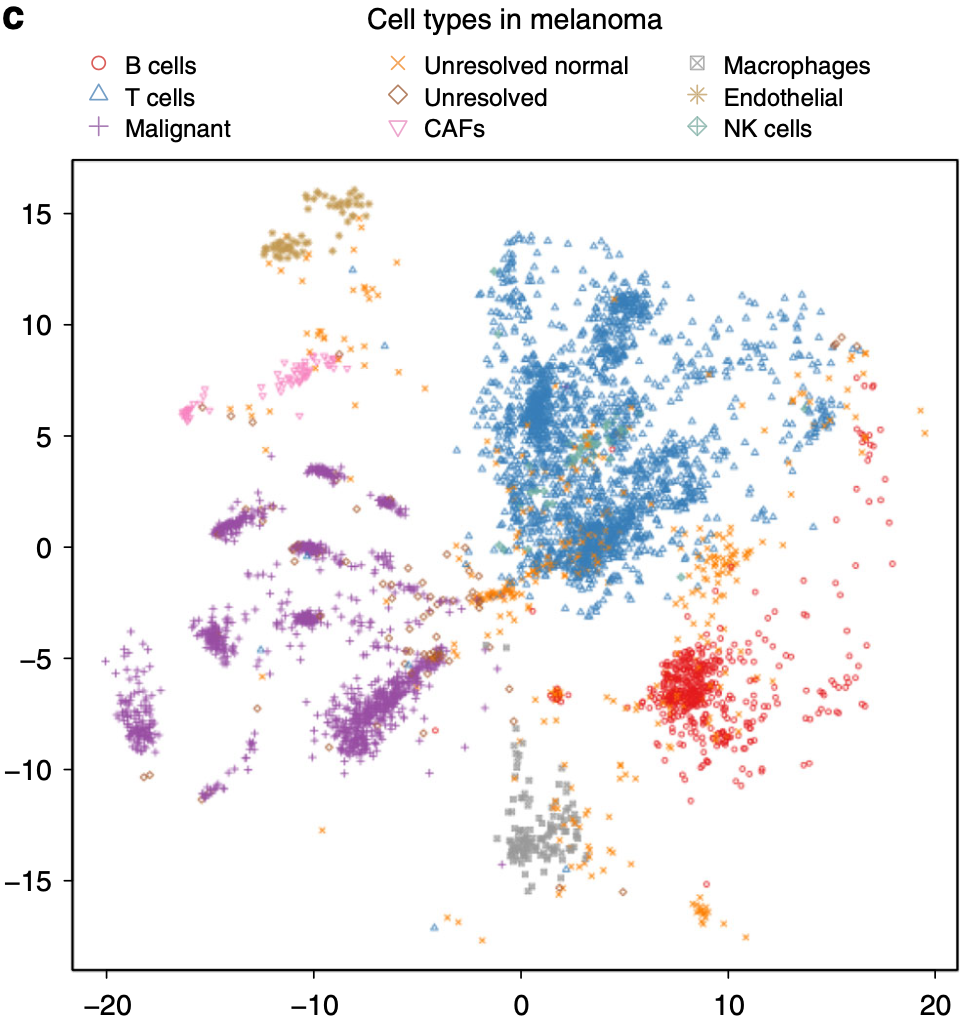 c
Cell types in melanoma
B cells
Unresolved normal
Macrophages
T cells
Unresolved
Endothelial
Malignant
CAFs
NK cells
15
10
5
0
−5
−10
−15
−20
−10
0
10
20